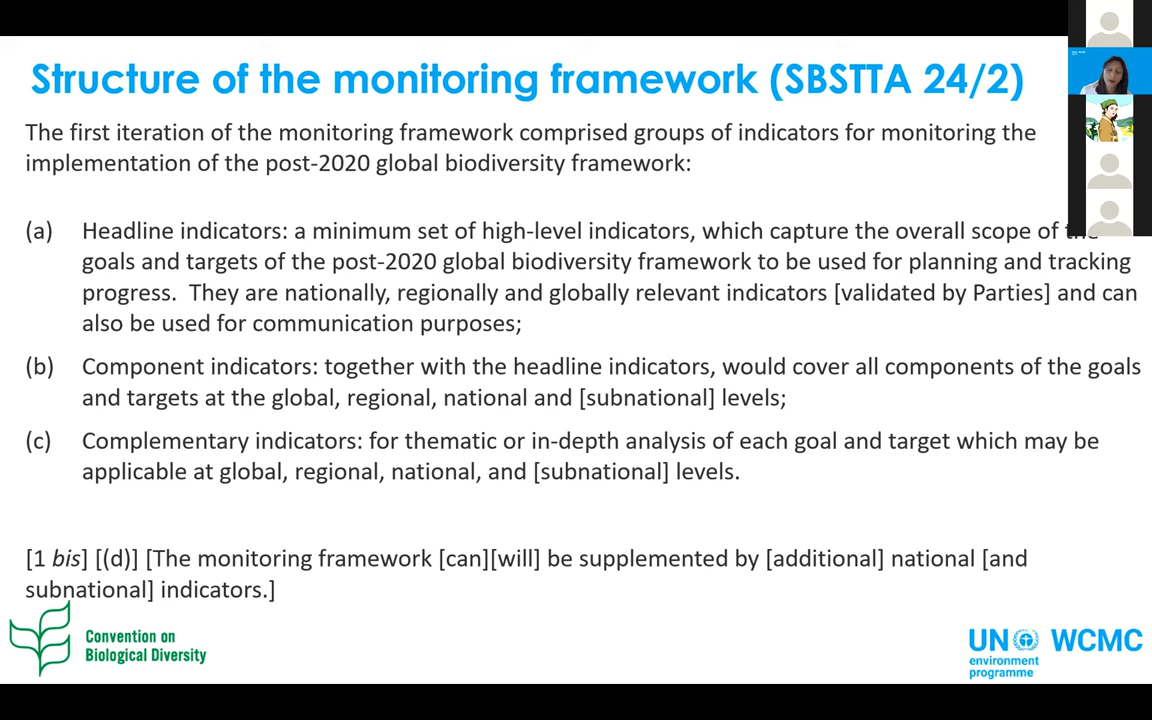 Structure of the monitoring framework (SBSTTA 24/2)
The first iteration of the monitoring framework comprised groups of indicators for monitoring the
implementation of the post-2020 global biodiversity framework:
(a) Headline indicators: a minimum set of high-level indicators, which capture the overall scope of the
goals and targets of the post-2020 global biodiversity framework to be used for planning and tracking
progress. They are nationally, regionally and globally relevant indicators [validated by Parties] and can
also be used for communication purposes;
(b) Component indicators: together with the headline indicators, would cover all components of the goals
and targets at the global, regional, national and [subnational] levels;
(c) Complementary indicators: for thematic or in-depth analysis of each goal and target which may be
applicable at global, regional, national, and [subnational] levels.
[1 bis] [(d)] [The monitoring framework [can][will] be supplemented by [additional] national [and
subnational] indicators.]
Convention on
Biological Diversity
UN WCMC
environment
programme